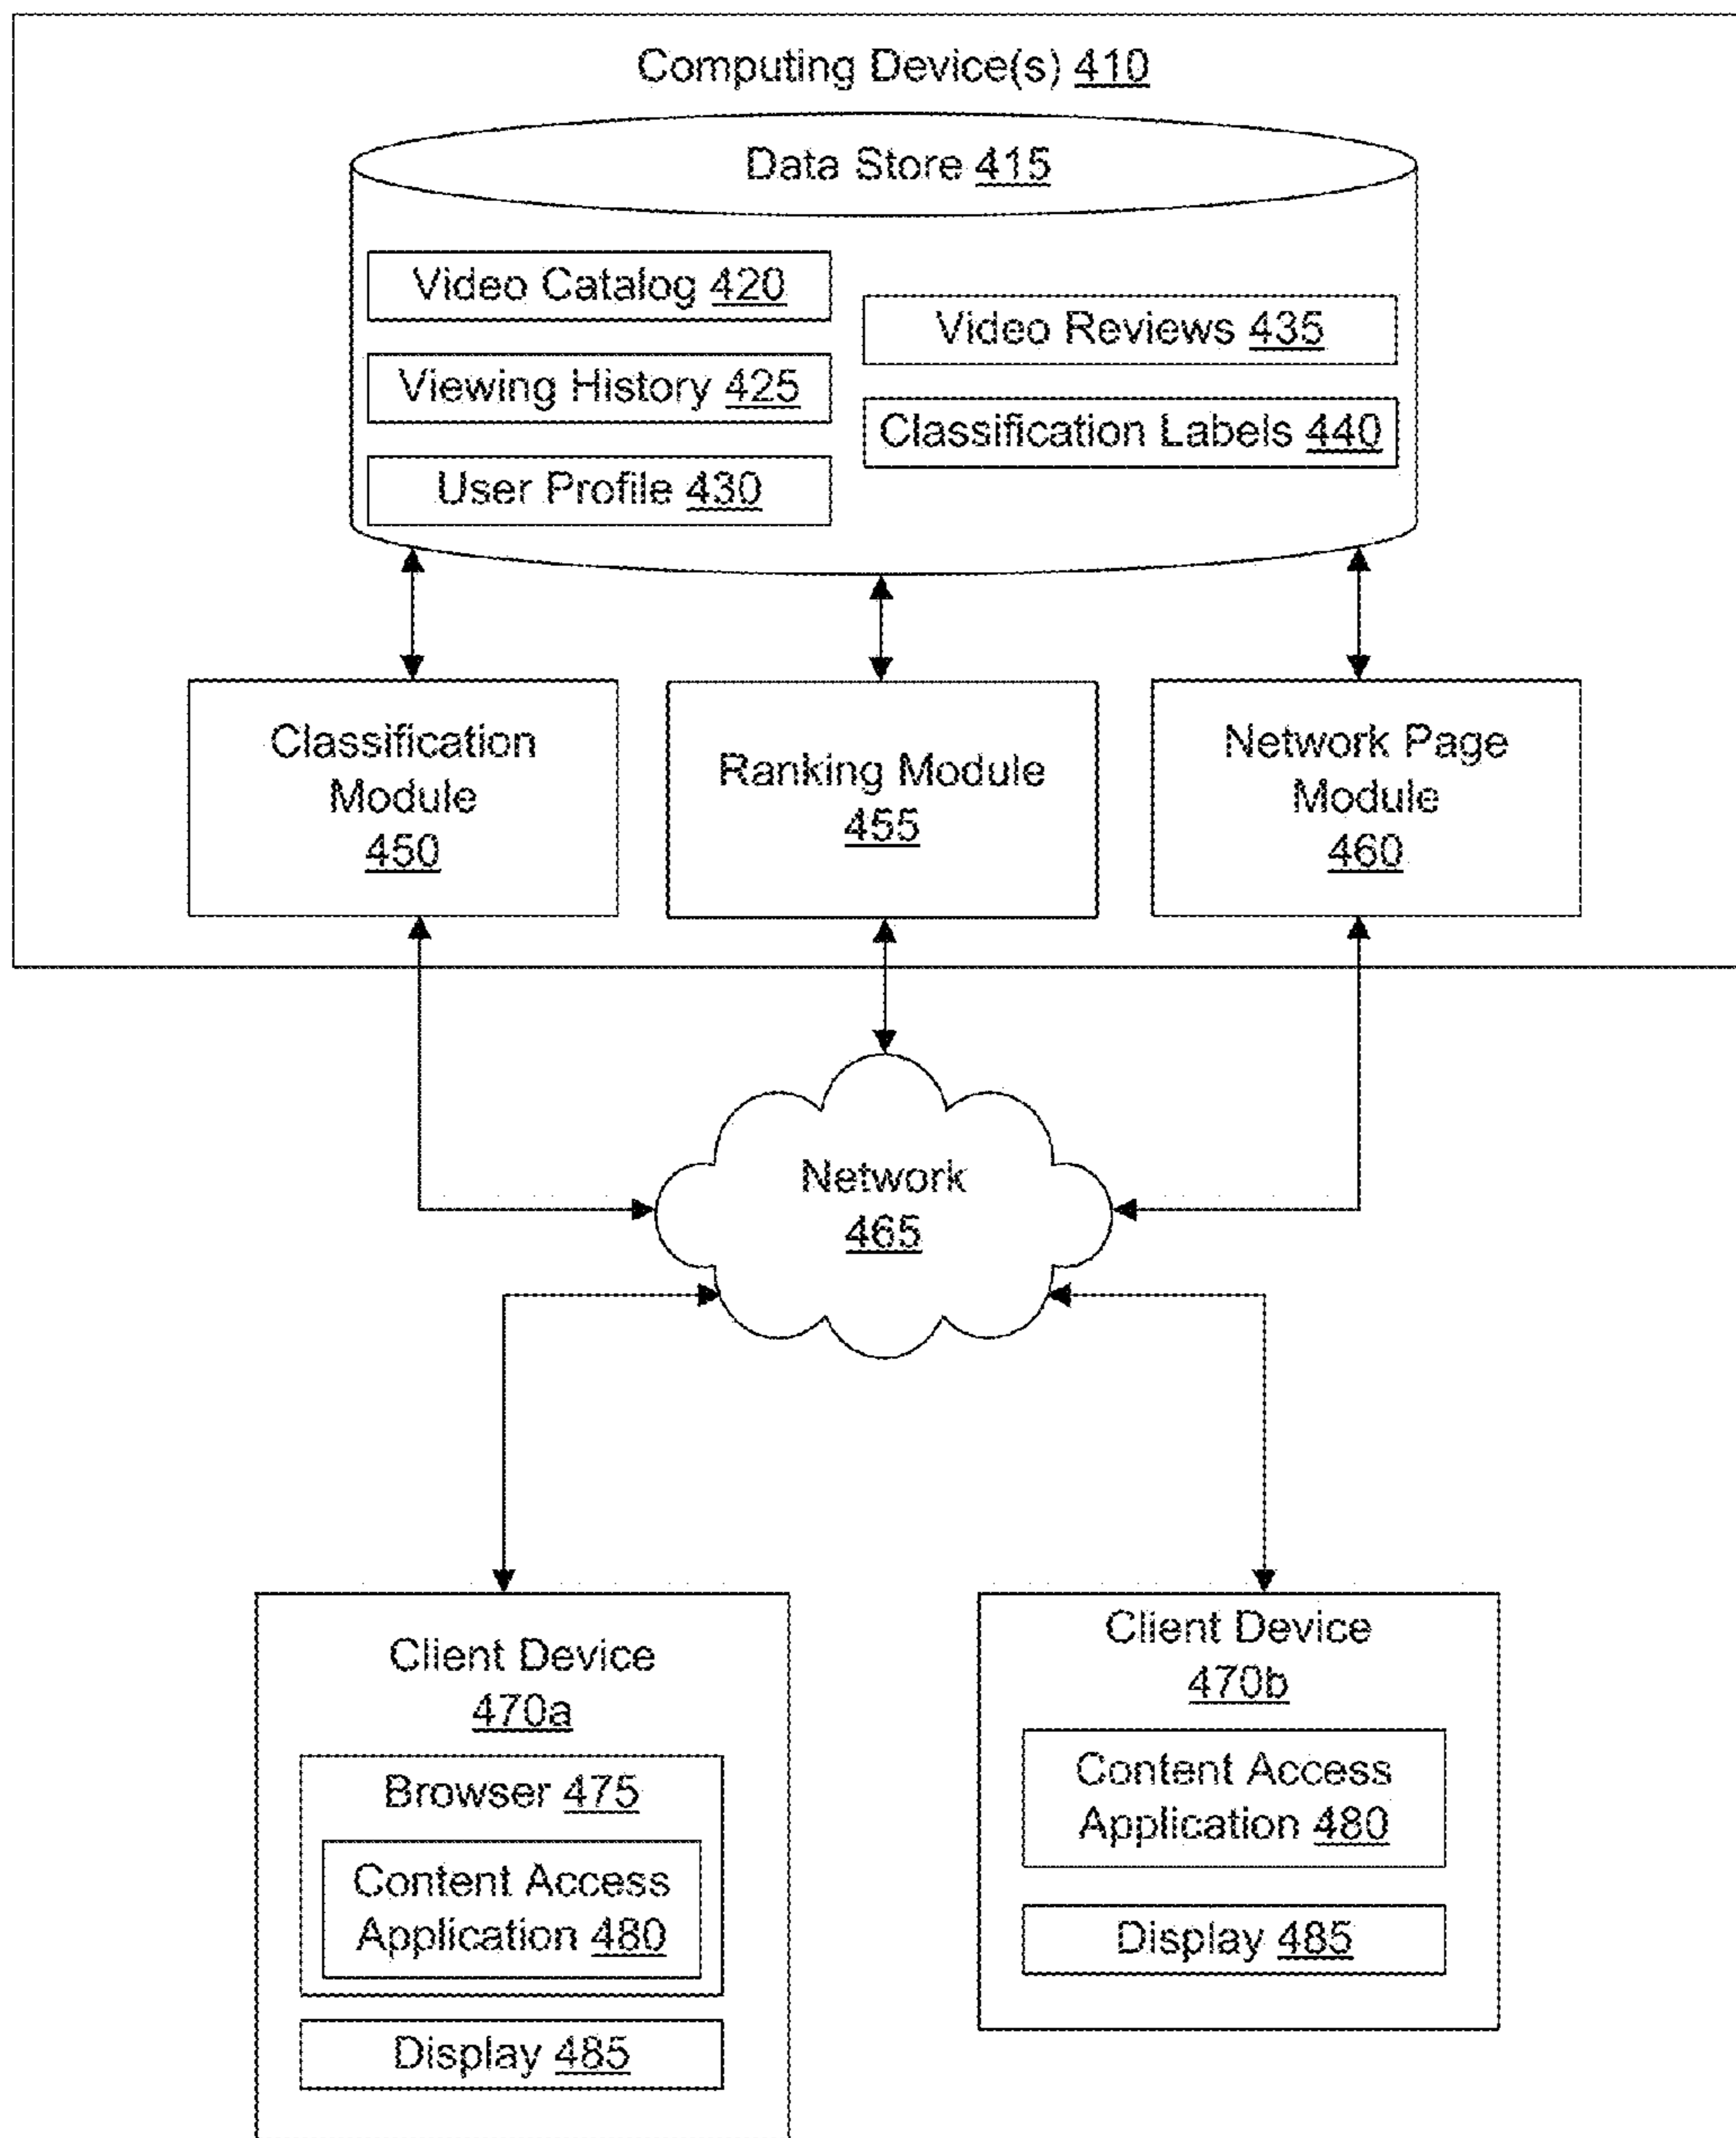 Computing Device(s) 410
Data Store 415
Video Catalog 420
Viewing History 425
User Profile 430
Video Reviews 435
Classification Labels 440
Classification
Module
450
Ranking Module
455
Network Page
Module
460
Network
465
Client Device
470a
Browser 475
Content Access
Application 480
Display 485
Client Device
470b
Content Access
Application 480
Display 485